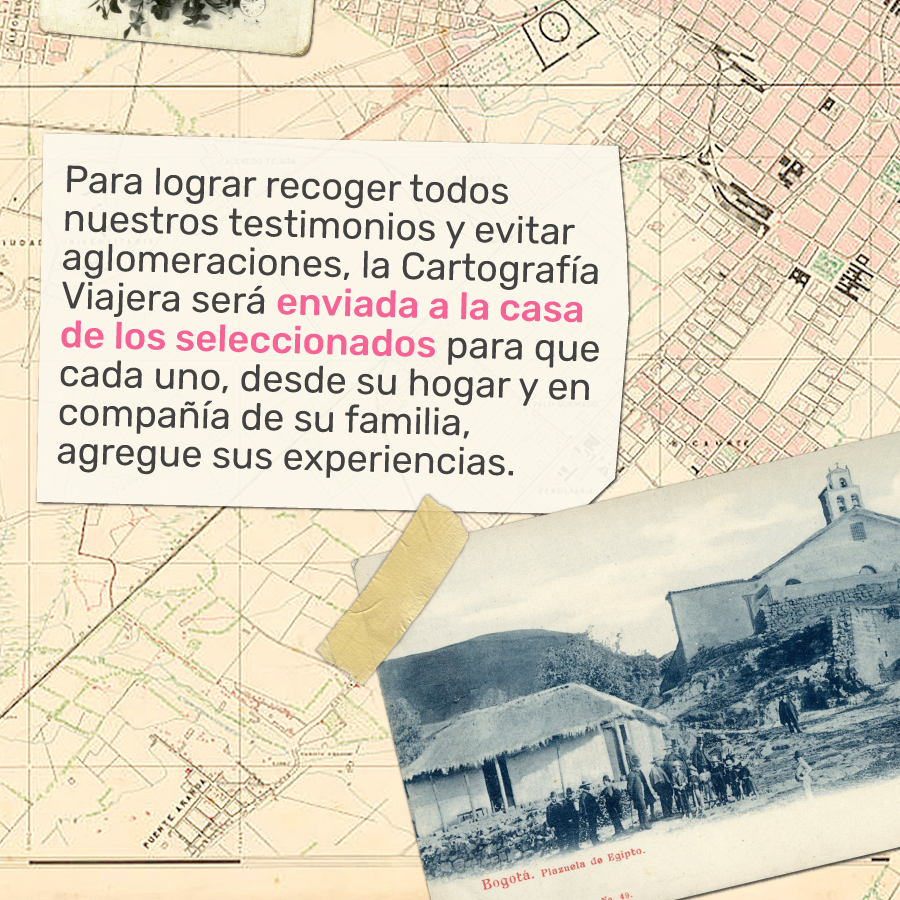 Para lograr recoger todos
nuestros testimonios y evitar
aglomeraciones, la Cartografía
Viajera será enviada a la casa
de los seleccionados para que
cada uno, desde su hogar y en
compañía de su familia,
agregue sus experiencias.
PUENTE ARANDA
Bogotá. Plazuela de Egipto.
No. 49.